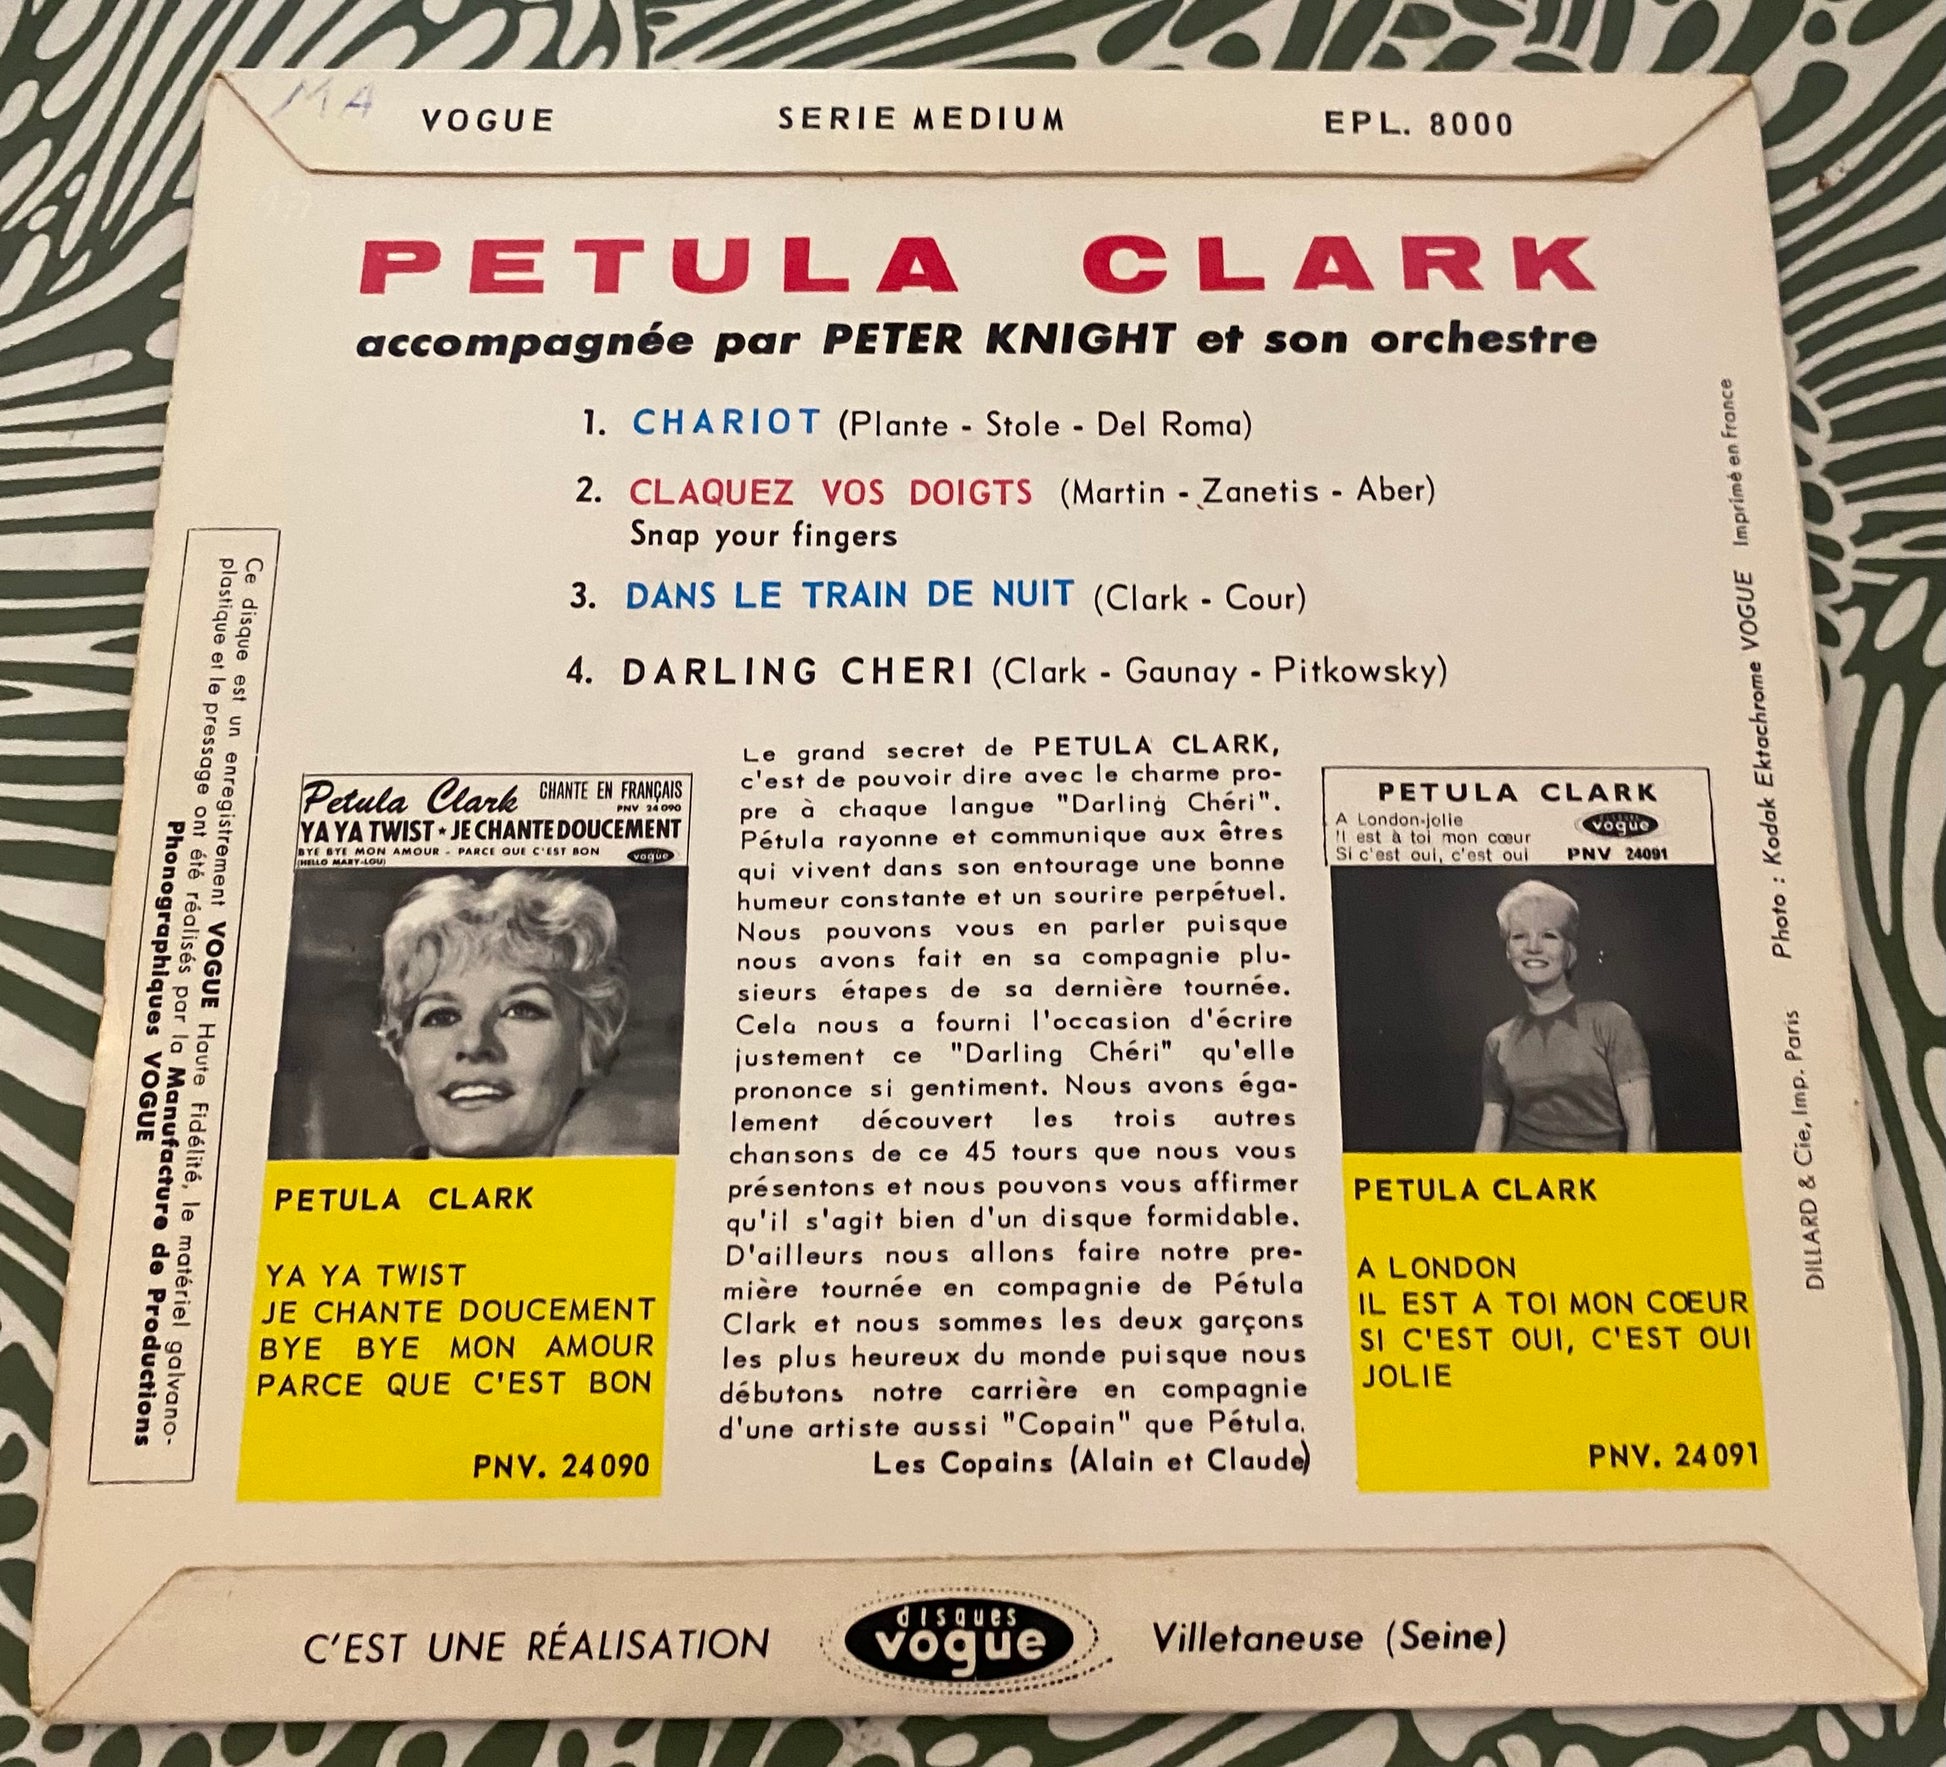 MA
VOGUE SERIE MEDIUM EPL. 8000
PETULA CLARK
accompagnée par PETER KNIGHT et son orchestre
1. CHARIOT (Plante - Stole - Del Roma)
2. CLAQUEZ VOS DOIGTS (Martin - Zanetis - Aber)
Snap your fingers
3. DANS LE TRAIN DE NUIT (Clark - Cour)
4. DARLING CHERI (Clark - Gaunay - Pitkowsky)
Ce disque est un enregistrement VOGUE Haute Fidélité, le matériel galvano-
plastique et le pressage ont été réalisés par la Manufacture de Productions
Phonographiques VOGUE
Petula Clark CHANTE EN FRANÇAIS
PNV 24 090
YA YA TWIST ★ JE CHANTE DOUCEMENT
BYE BYE MON AMOUR - PARCE QUE C'EST BON
(HELLO MARY-LOU) vogue
PETULA CLARK
YA YA TWIST
JE CHANTE DOUCEMENT
BYE BYE MON AMOUR
PARCE QUE C'EST BON
PNV. 24 090
Le grand secret de PETULA CLARK,
c'est de pouvoir dire avec le charme pro-
pre à chaque langue "Darling Chéri".
Pétula rayonne et communique aux êtres
qui vivent dans son entourage une bonne
humeur constante et un sourire perpétuel.
Nous pouvons vous en parler puisque
nous avons fait en sa compagnie plu-
sieurs étapes de sa dernière tournée.
Cela nous a fourni l'occasion d'écrire
justement ce "Darling Chéri" qu'elle
prononce si gentiment. Nous avons éga-
lement découvert les trois autres
chansons de ce 45 tours que nous vous
présentons et nous pouvons vous affirmer
qu'il s'agit bien d'un disque formidable.
D'ailleurs nous allons faire notre pre-
mière tournée en compagnie de Pétula
Clark et nous sommes les deux garçons
les plus heureux du monde puisque nous
débutons notre carrière en compagnie
d'une artiste aussi "Copain" que Pétula.
Les Copains (Alain et Claude)
PETULA CLARK
A London-jolie
Il est à toi mon cœur
Si c'est oui, c'est oui
disques vogue
PNV 24091
PETULA CLARK
A LONDON
IL EST A TOI MON CŒUR
SI C'EST OUI, C'EST OUI
JOLIE
PNV. 24 091
DILLARD & Cie, Imp. Paris Photo : Kodak Ektachrome VOGUE Imprimé en France
C'EST UNE RÉALISATION disques vogue Villetaneuse (Seine)